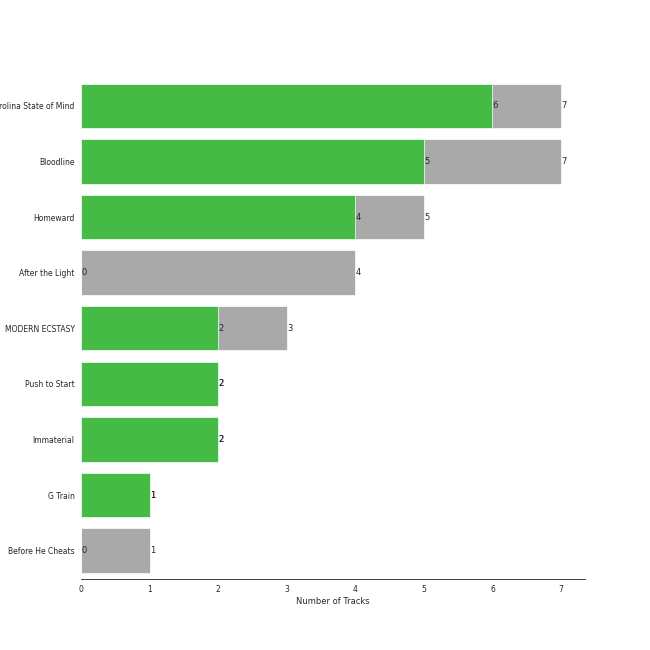 rolina State of Mind 6 7
Bloodline 5 7
Homeward 4 5
After the Light 0 4
MODERN ECSTASY 2 3
Push to Start 2
Immaterial 2
G Train 1
Before He Cheats 0 1
0 1 2 3 4 5 6 7
Number of Tracks